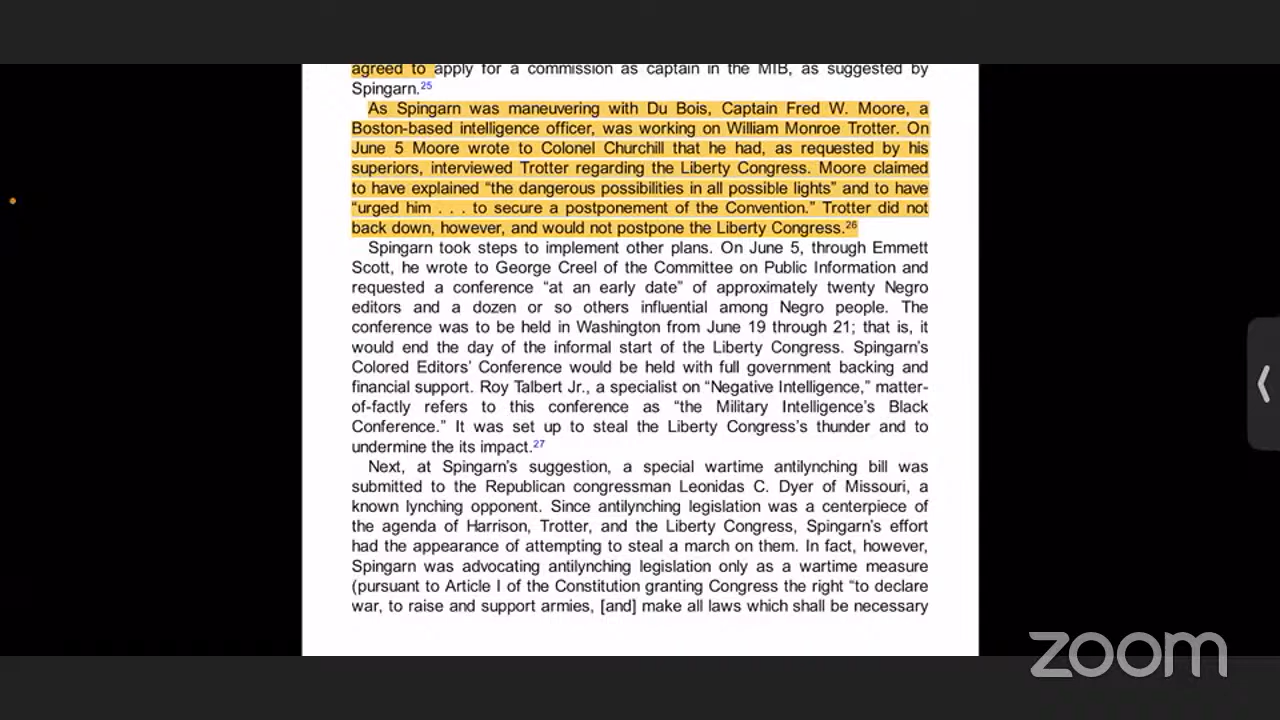 agreed to apply for a commission as captain in the MIB, as suggested by
Spingarn.25
As Spingarn was maneuvering with Du Bois, Captain Fred W. Moore, a
Boston-based intelligence officer, was working on William Monroe Trotter. On
June 5 Moore wrote to Colonel Churchill that he had, as requested by his
superiors, interviewed Trotter regarding the Liberty Congress. Moore claimed
to have explained “the dangerous possibilities in all possible lights” and to have
“urged him . . . to secure a postponement of the Convention.” Trotter did not
back down, however, and would not postpone the Liberty Congress.26
Spingarn took steps to implement other plans. On June 5, through Emmett
Scott, he wrote to George Creel of the Committee on Public Information and
requested a conference “at an early date” of approximately twenty Negro
editors and a dozen or so others influential among Negro people. The
conference was to be held in Washington from June 19 through 21; that is, it
would end the day of the informal start of the Liberty Congress. Spingarn’s
Colored Editors’ Conference would be held with full government backing and
financial support. Roy Talbert Jr., a specialist on “Negative Intelligence,” matter-
of-factly refers to this conference as “the Military Intelligence’s Black
Conference.” It was set up to steal the Liberty Congress’s thunder and to
undermine the its impact.27
Next, at Spingarn’s suggestion, a special wartime antilynching bill was
submitted to the Republican congressman Leonidas C. Dyer of Missouri, a
known lynching opponent. Since antilynching legislation was a centerpiece of
the agenda of Harrison, Trotter, and the Liberty Congress, Spingarn’s effort
had the appearance of attempting to steal a march on them. In fact, however,
Spingarn was advocating antilynching legislation only as a wartime measure
(pursuant to Article I of the Constitution granting Congress the right “to declare
war, to raise and support armies, [and] make all laws which shall be necessary
zoom